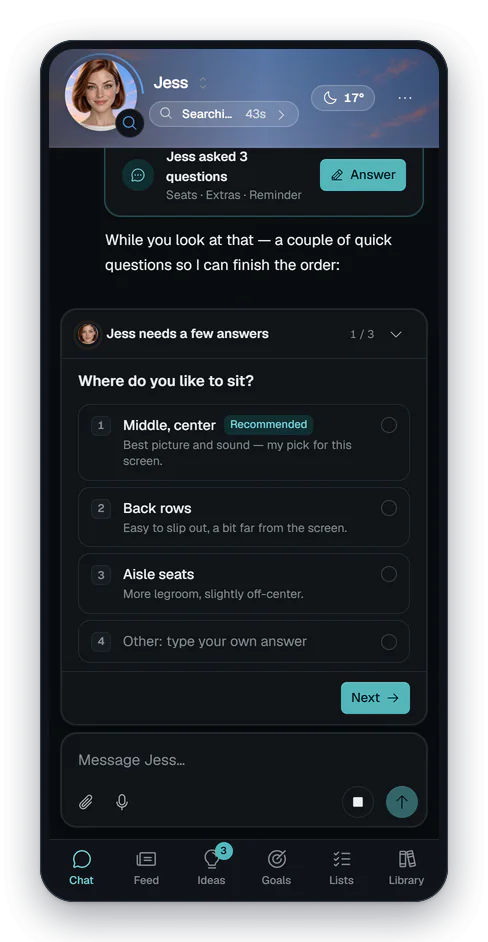 Jess
Searchi... 43s
17°
Jess asked 3
questions
Seats · Extras · Reminder
Answer
While you look at that — a couple of quick
questions so I can finish the order:
Jess needs a few answers
1 / 3
Where do you like to sit?
1
Middle, center
Recommended
Best picture and sound — my pick for this
screen.
2
Back rows
Easy to slip out, a bit far from the screen.
3
Aisle seats
More legroom, slightly off-center.
4
Other: type your own answer
Next
Message Jess...
3
Chat
Feed
Ideas
Goals
Lists
Library